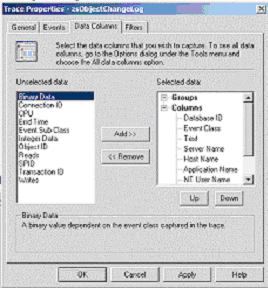 Trace Properties - zsObjectChangeLog
General
Events
Data Columns
Filters
Select the data columns that you wish to capture. To see all data
columns, go to the Options dialog under the Tools menu and
choose the All data columns option.
Unselected data:
Selected data:
Binary Data
Connection ID
CPU
End Time
Event Sub Class
Integer Data
Object ID
Reads
SPID
Transaction ID
Writes
Add >>
<< Remove
Groups
Columns
Database ID
Event Class
Text
Server Name
Host Name
Application Name
NT User Name
Up
Down
Binary Data
A binary value dependent on the event class captured in the trace.
OK
Cancel
Apply
Help